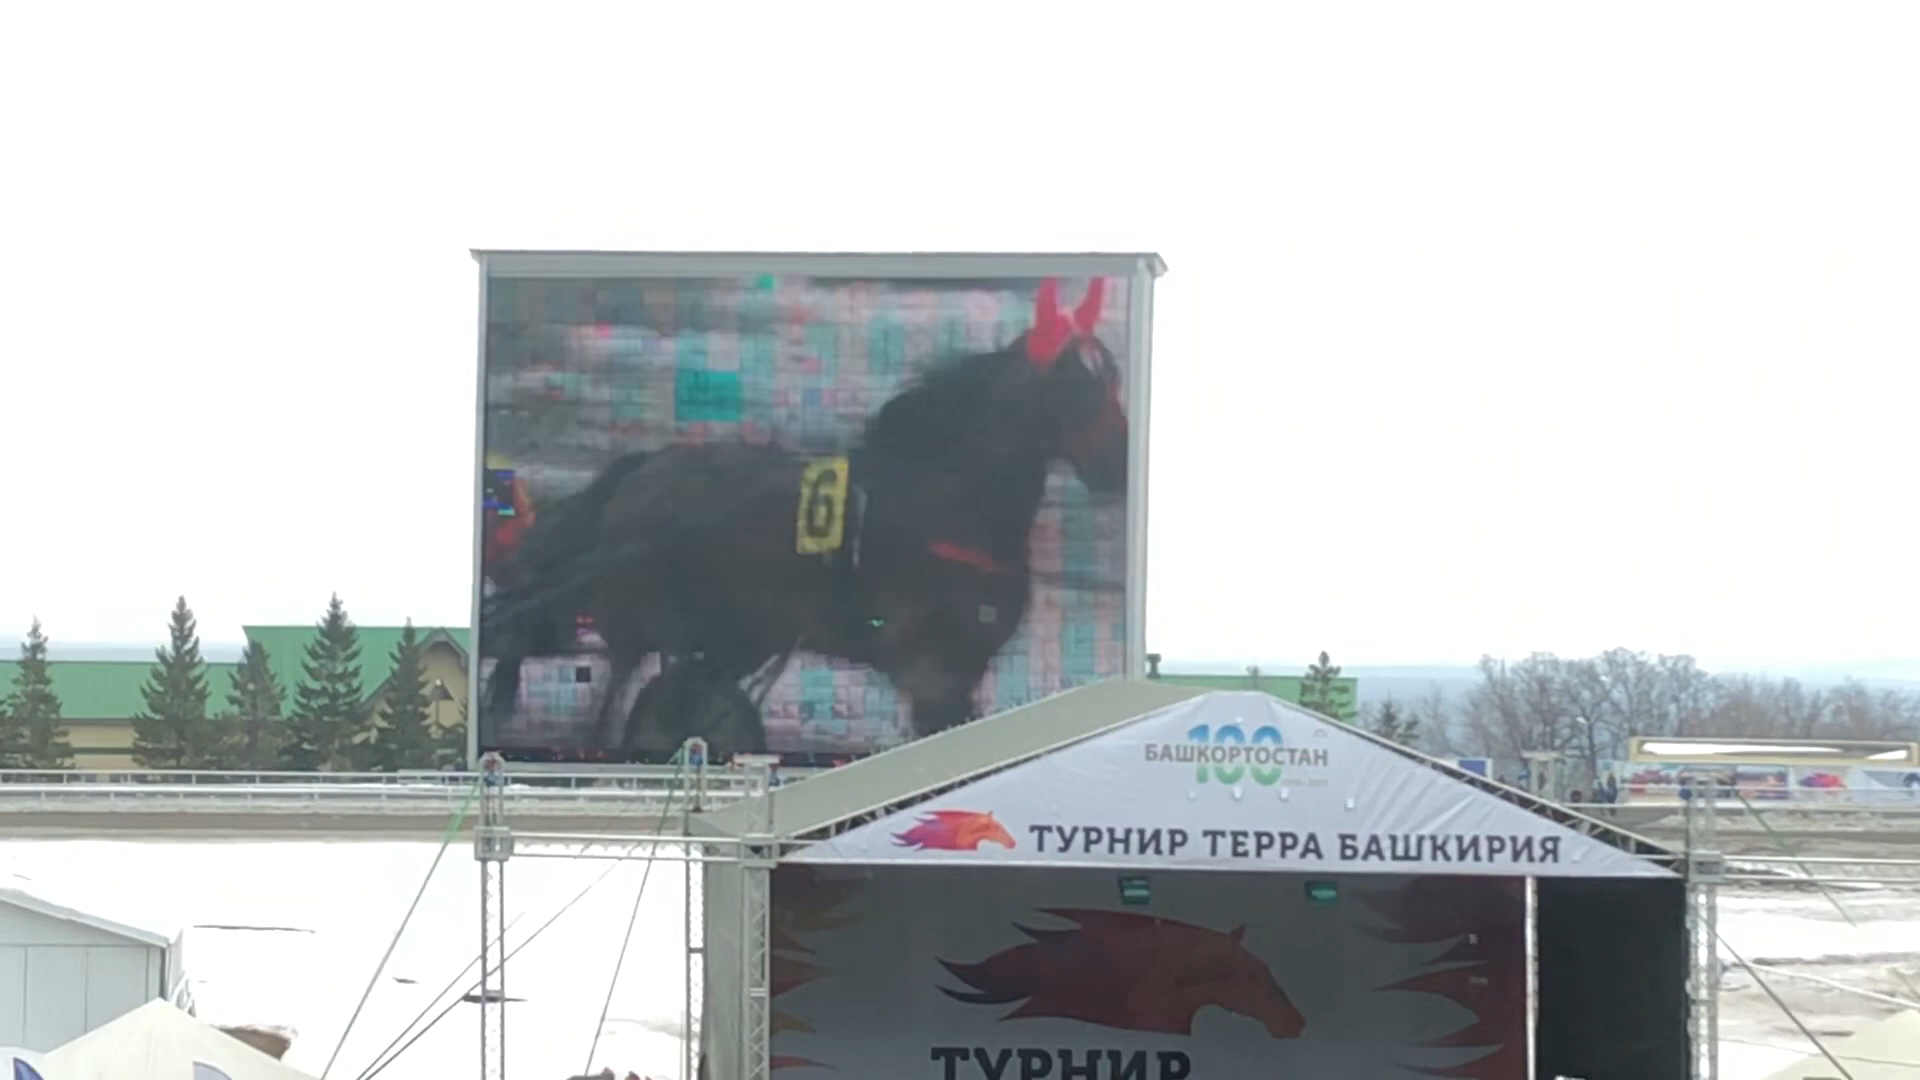 6
100
БАШКОРТОСТАН
ТУРНИР ТЕРРА БАШКИРИЯ
ТУРНИР